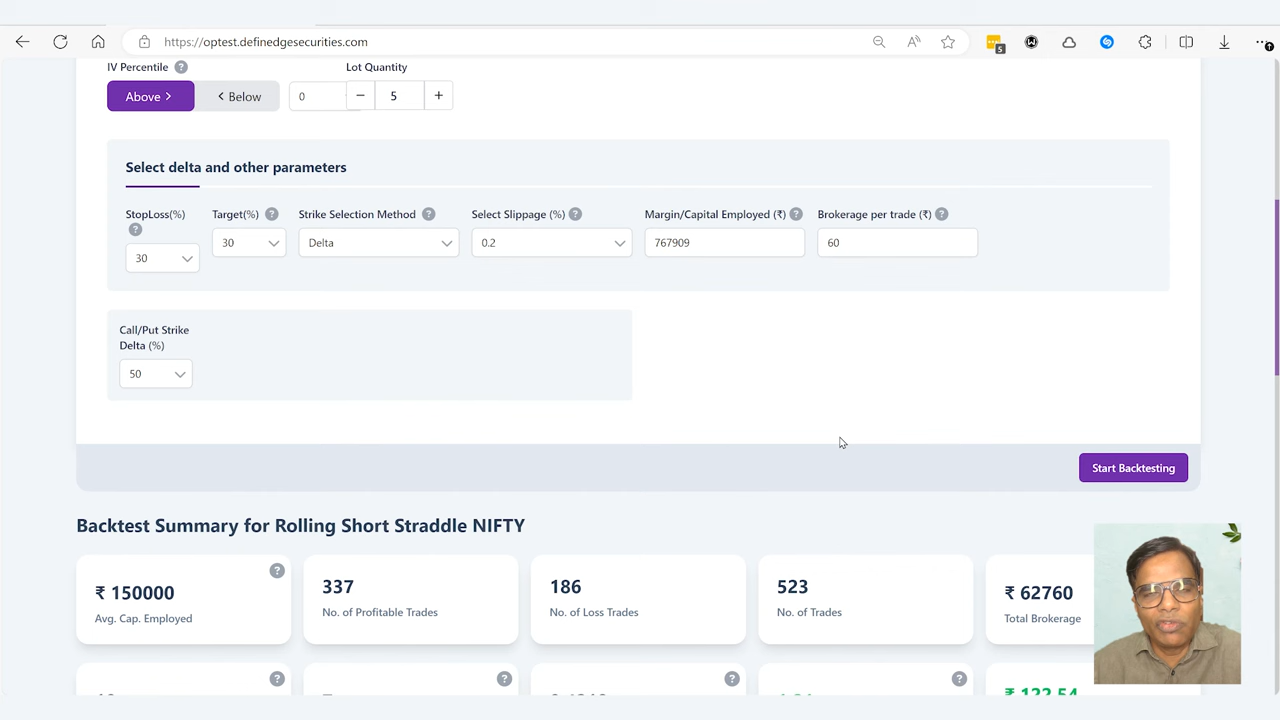 https://optest.definedgesecurities.com
5
IV Percentile ?
Lot Quantity
Above >
< Below
0
− 5 +
Select delta and other parameters
StopLoss(%) ?
Target(%) ?
Strike Selection Method ?
Select Slippage (%) ?
Margin/Capital Employed (₹) ?
Brokerage per trade (₹) ?
30
30
Delta
0.2
767909
60
Call/Put Strike
Delta (%)
50
Start Backtesting
Backtest Summary for Rolling Short Straddle NIFTY
₹ 150000
Avg. Cap. Employed
?
337
No. of Profitable Trades
186
No. of Loss Trades
523
No. of Trades
₹ 62760
Total Brokerage
? ? ? ?
₹ 122.54